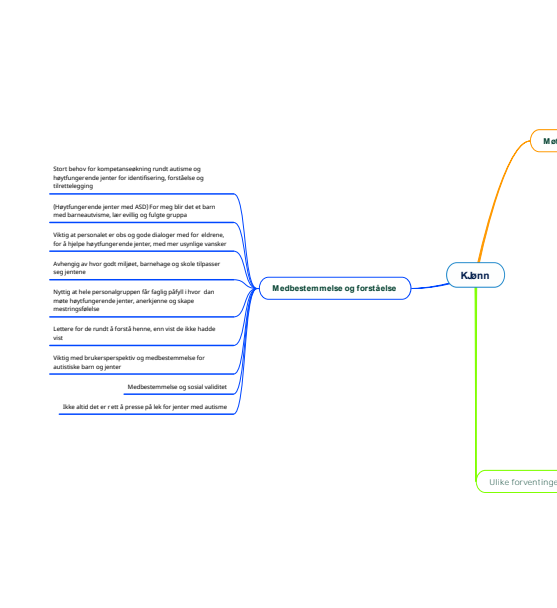 Stort behov for kompetanseøkning rundt autisme og
høytfungerende jenter for identifisering, forståelse og
tilrettelegging
(Høytfungerende jenter med ASD) For meg blir det et barn
med barneautvisme, lær evillig og fulgte gruppa
Viktig at personalet er obs og gode dialoger med for eldrene,
for å hjelpe høytfungerende jenter, med mer usynlige vansker
Avhengig av hvor godt miljøet, barnehage og skole tilpasser
seg jentene
Nyttig at hele personalgruppen får faglig påfyll i hvor dan
møte høytfungerende jenter, anerkjenne og skape
mestringsfølelse
Lettere for de rundt å forstå henne, enn vist de ikke hadde
vist
Viktig med brukersperspektiv og medbestemmelse for
autistiske barn og jenter
Medbestemmelse og sosial validitet
Ikke altid det er rett å presse på lek for jenter med autisme
Medbestemmelse og forståelse
KJønn
Mø
Ulike forventinge